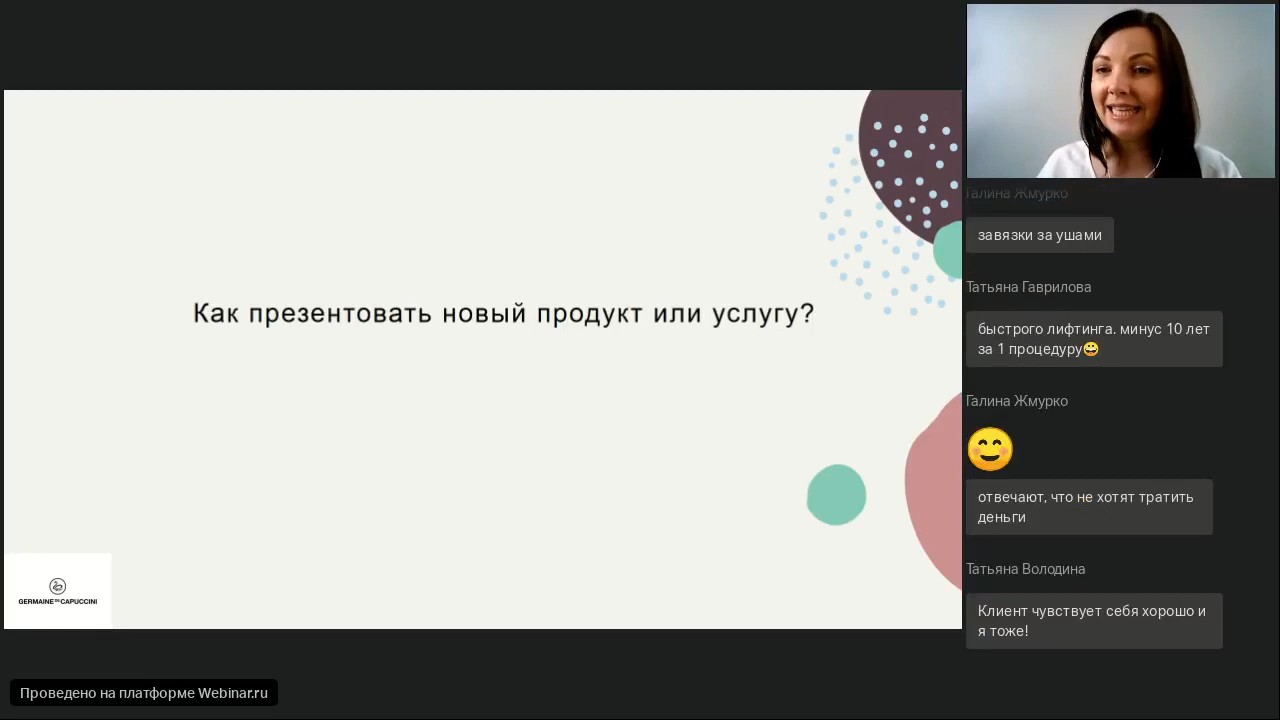 Как презентовать новый продукт или услугу?
GERMAINE DE CAPUCCINI
Проведено на платформе Webinar.ru
Галина Жмурко
завязки за ушами
Татьяна Гаврилова
быстрого лифтинга. минус 10 лет
за 1 процедуру😀
Галина Жмурко
😊
отвечают, что не хотят тратить
деньги
Татьяна Володина
Клиент чувствует себя хорошо и
я тоже!